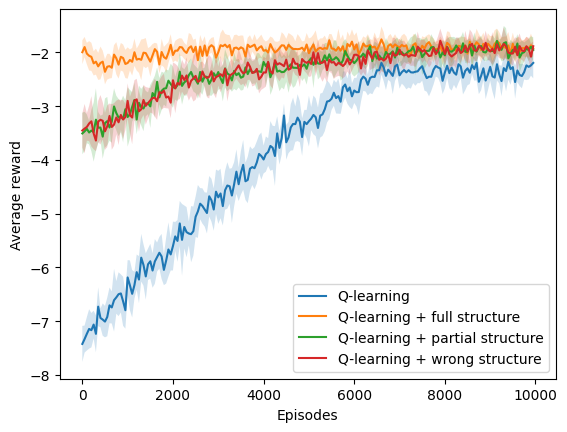 −2
−3
−4
−5
−6
−7
−8
Average reward
0
2000
4000
6000
8000
10000
Episodes
Q-learning
Q-learning + full structure
Q-learning + partial structure
Q-learning + wrong structure